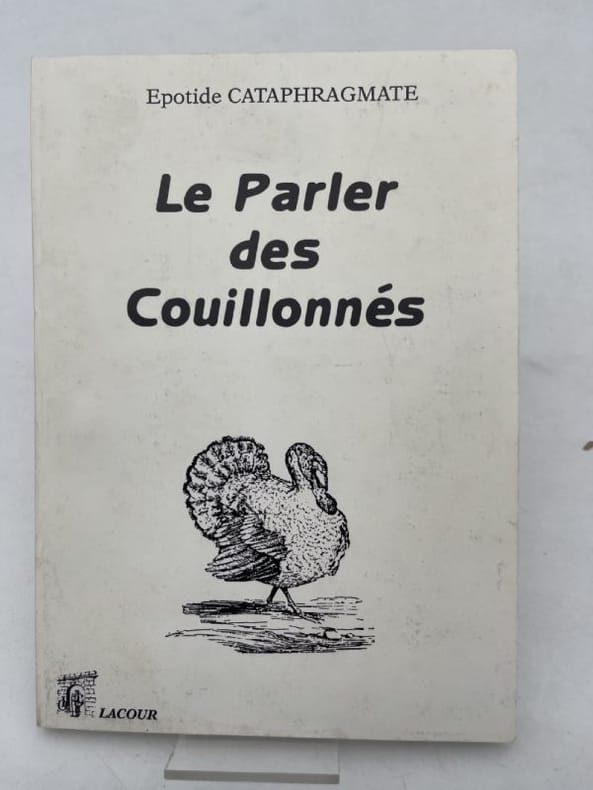 Epotide CATAPHRAGMATE
Le Parler
des
Couillonnés
LACOUR